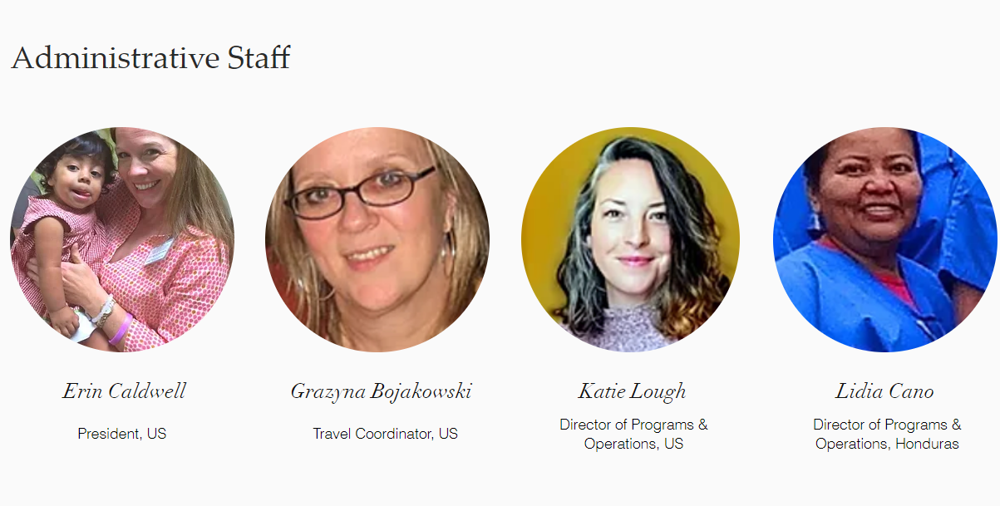 Administrative Staff
Erin Caldwell
President, US
Grazyna Bojakowski
Travel Coordinator, US
Katie Lough
Director of Programs &
Operations, US
Lidia Cano
Director of Programs &
Operations, Honduras